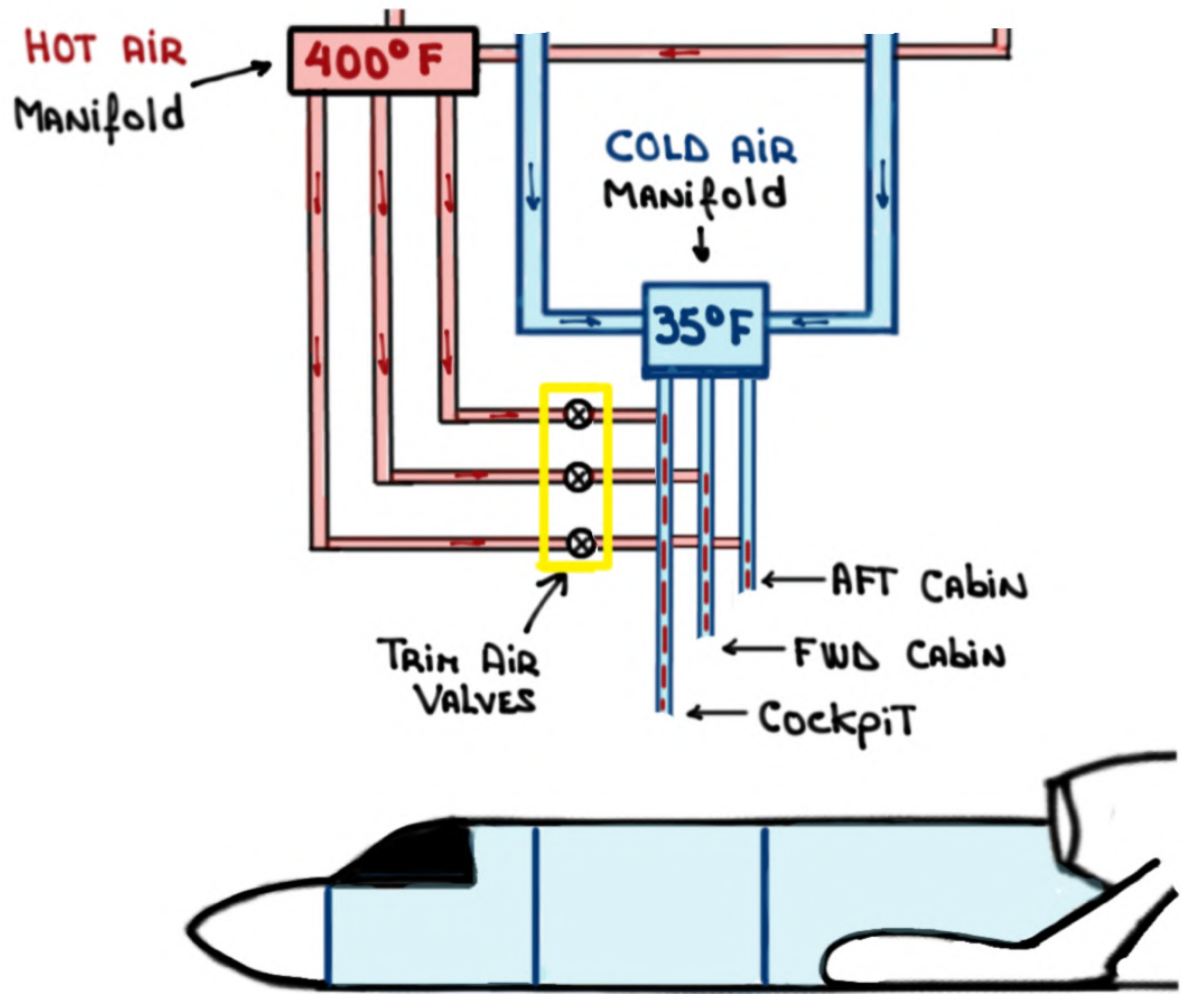 HOT AiR
MANifold
400°F
COLD AiR
MANifold
35°F
AFT CabiN
FWD CabiN
CockpiT
TRiM AiR
VALVES